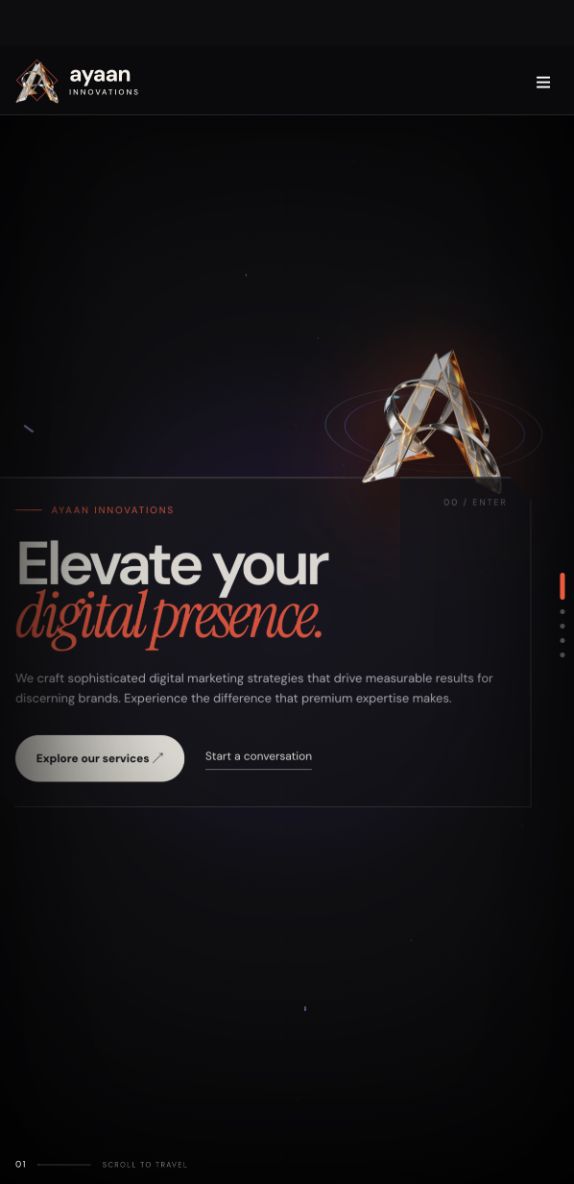 ayaan
INNOVATIONS
00 / ENTER
AYAAN INNOVATIONS
Elevate your
digital presence.
We craft sophisticated digital marketing strategies that drive measurable results for
discerning brands. Experience the difference that premium expertise makes.
Explore our services ↗
Start a conversation
01
SCROLL TO TRAVEL